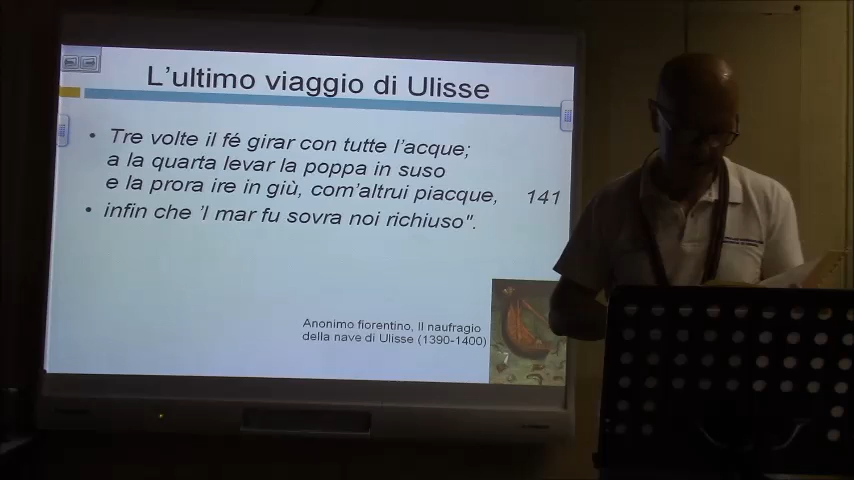 L'ultimo viaggio di Ulisse
• Tre volte il fé girar con tutte l'acque;
a la quarta levar la poppa in suso
e la prora ire in giù, com'altrui piacque, 141
• infin che 'l mar fu sovra noi richiuso".
Anonimo fiorentino, Il naufragio
della nave di Ulisse (1390-1400)